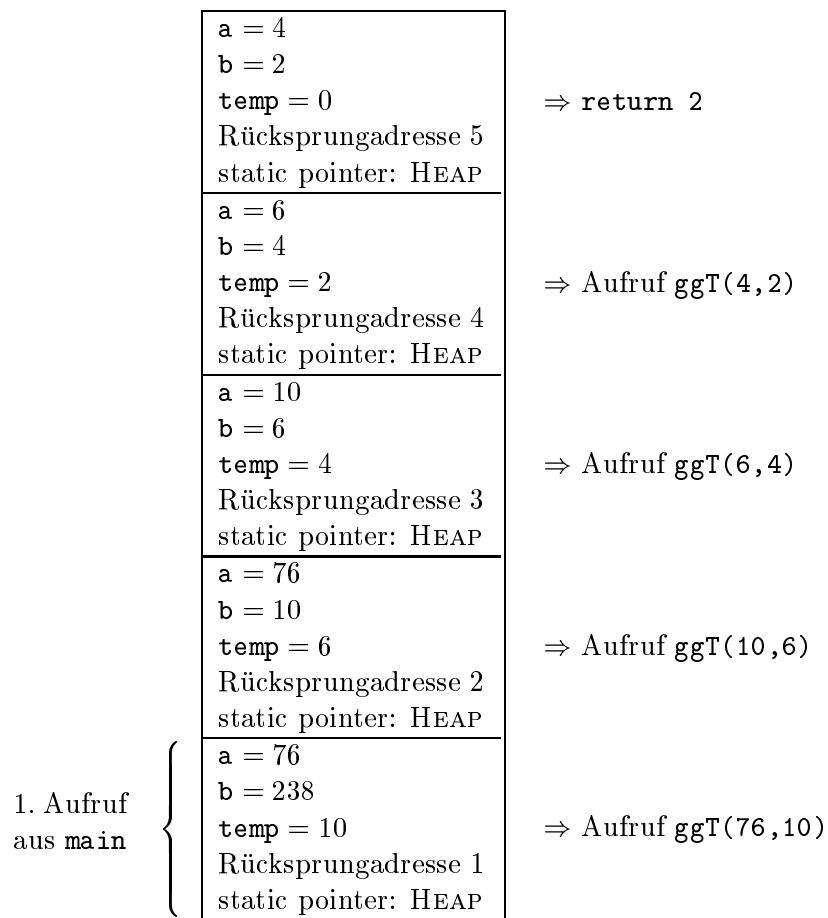 a = 4
b = 2
temp = 0 ⇒ return 2
Rücksprungadresse 5
static pointer: HEAP
a = 6
b = 4
temp = 2 ⇒ Aufruf ggT(4,2)
Rücksprungadresse 4
static pointer: HEAP
a = 10
b = 6
temp = 4 ⇒ Aufruf ggT(6,4)
Rücksprungadresse 3
static pointer: HEAP
a = 76
b = 10
temp = 6 ⇒ Aufruf ggT(10,6)
Rücksprungadresse 2
static pointer: HEAP
a = 76
b = 238
1. Aufruf
aus main
temp = 10 ⇒ Aufruf ggT(76,10)
Rücksprungadresse 1
static pointer: HEAP